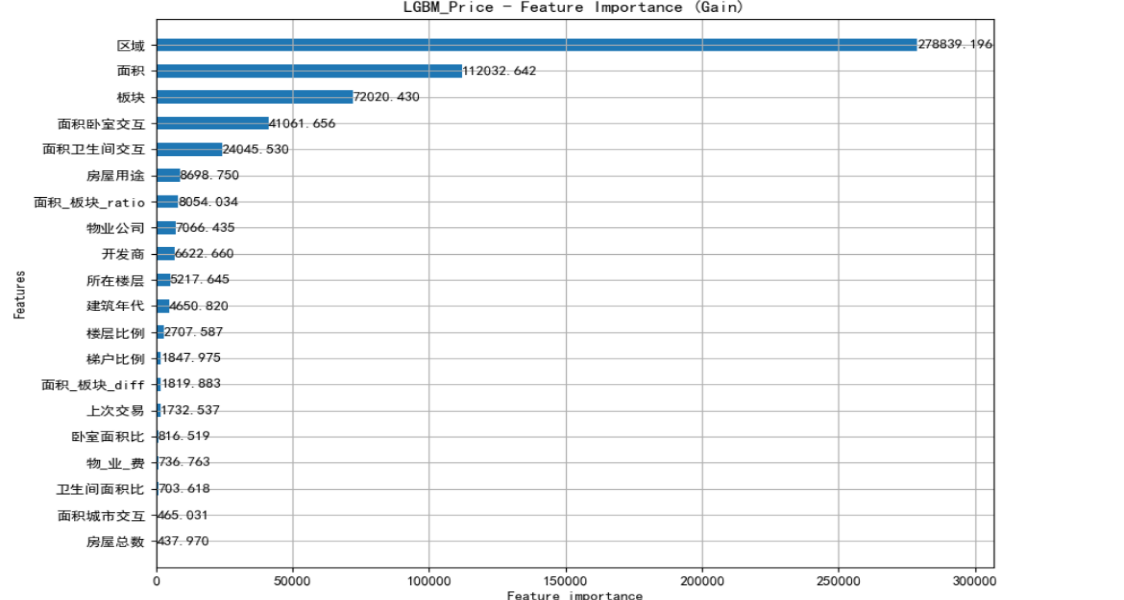 LGBM_Price - Feature Importance (Gain)
区域 278839.196
面积 112032.642
板块 72020.430
面积卧室交互 41061.656
面积卫生间交互 24045.530
房屋用途 8698.750
面积_板块_ratio 8054.034
物业公司 7066.435
开发商 6622.660
所在楼层 5217.645
建筑年代 4650.820
楼层比例 2707.587
梯户比例 1847.975
面积_板块_diff 1819.883
上次交易 1732.537
卧室面积比 816.519
物_业_费 736.763
卫生间面积比 703.618
面积城市交互 465.031
房屋总数 437.970
Features
0 50000 100000 150000 200000 250000 300000
Feature importance